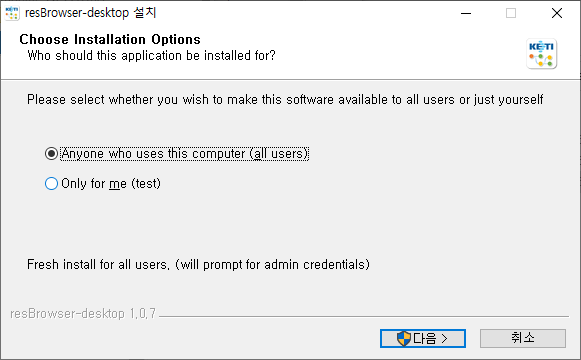 resBrowser-desktop 설치
Choose Installation Options
Who should this application be installed for?
KETI
Please select whether you wish to make this software available to all users or just yourself
Anyone who uses this computer (all users)
Only for me (test)
Fresh install for all users. (will prompt for admin credentials)
resBrowser-desktop 1.0.7
다음 >
취소